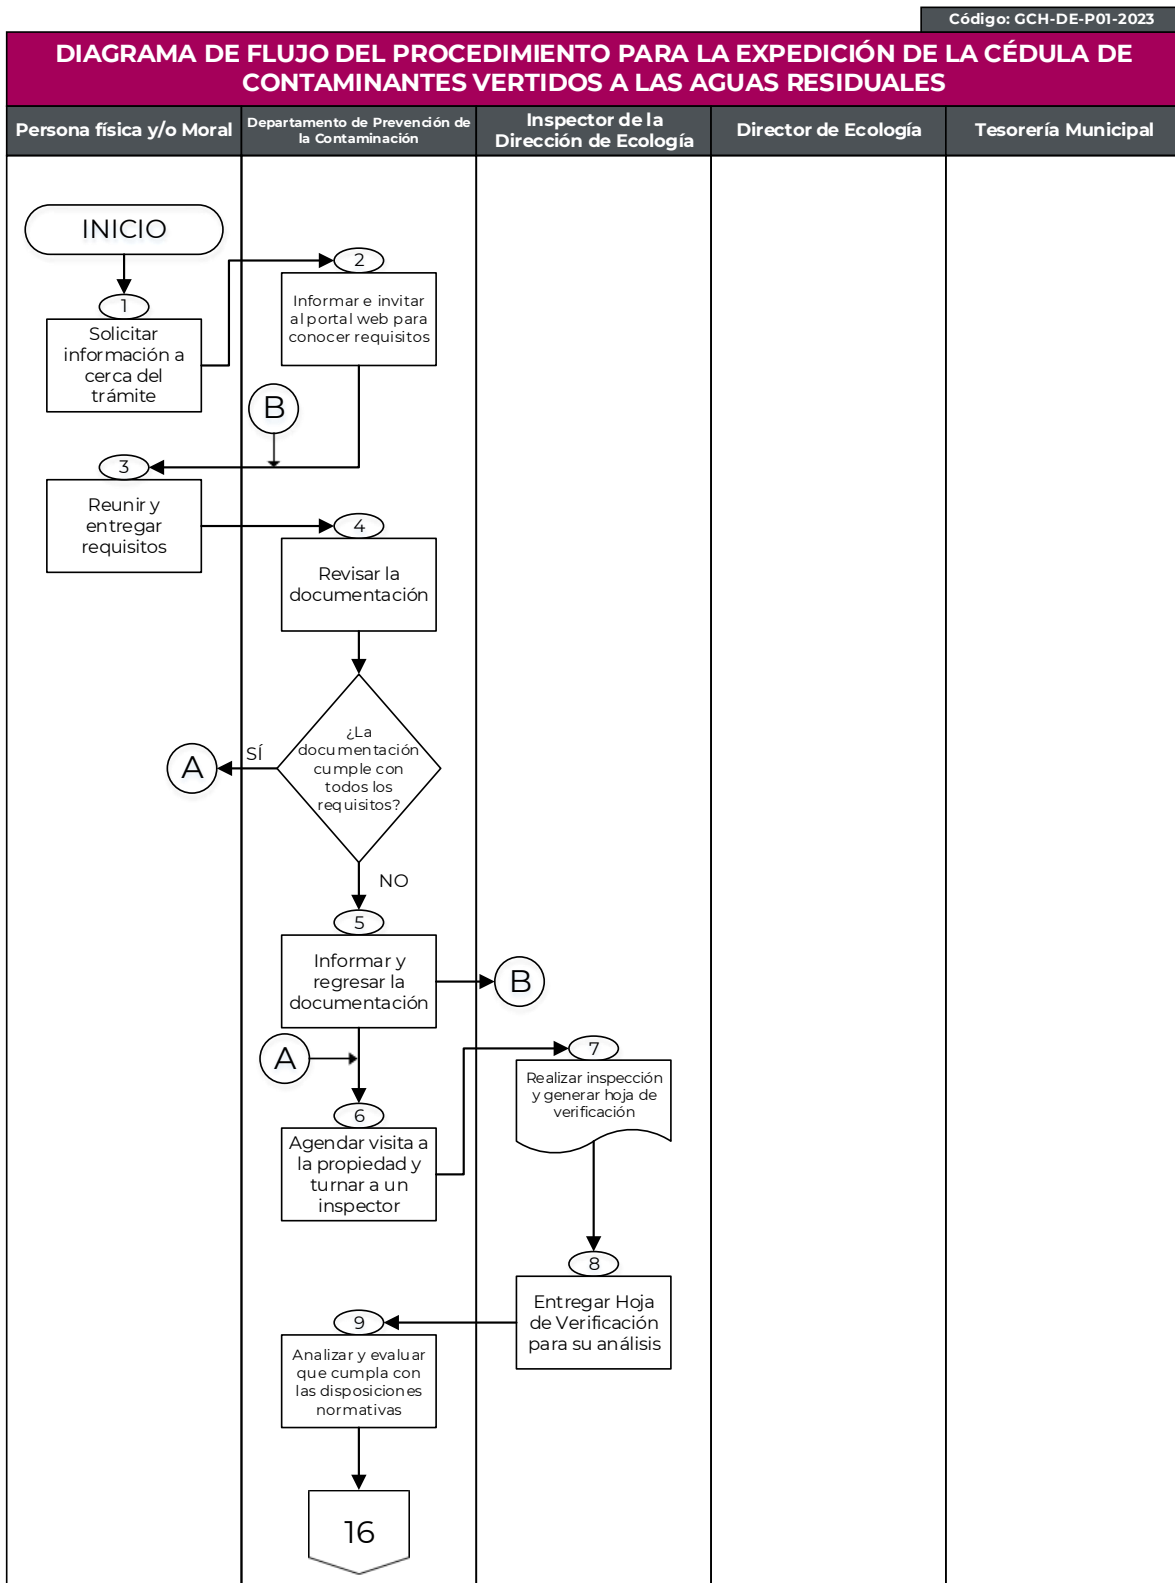 Código: GCH-DE-P01-2023
DIAGRAMA DE FLUJO DEL PROCEDIMIENTO PARA LA EXPEDICIÓN DE LA CÉDULA DE
CONTAMINANTES VERTIDOS A LAS AGUAS RESIDUALES
Persona física y/o Moral
Departamento de Prevención de
la Contaminación
Inspector de la
Dirección de Ecología
Director de Ecología
Tesorería Municipal
INICIO
1
Solicitar
información a
cerca del
trámite
2
Informar e invitar
al portal web para
conocer requisitos
B
3
Reunir y
entregar
requisitos
4
Revisar la
documentación
¿La
documentación
cumple con
todos los
requisitos?
SÍ
A
NO
5
Informar y
regresar la
documentación
B
A
6
Agendar visita a
la propiedad y
turnar a un
inspector
7
Realizar inspección
y generar hoja de
verificación
8
Entregar Hoja
de Verificación
para su análisis
9
Analizar y evaluar
que cumpla con
las disposiciones
normativas
16